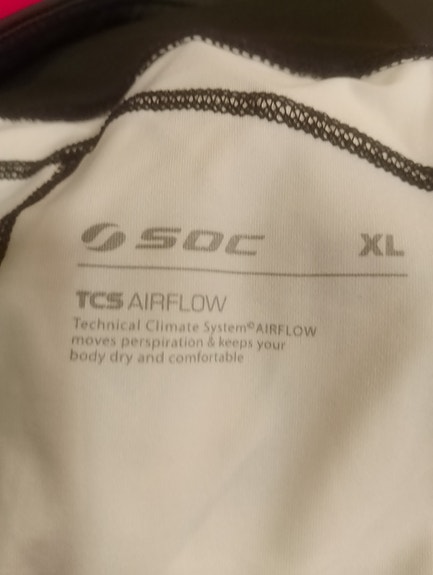 SOC XL
TCS AIRFLOW
Technical Climate System©AIRFLOW
moves perspiration & keeps your
body dry and comfortable